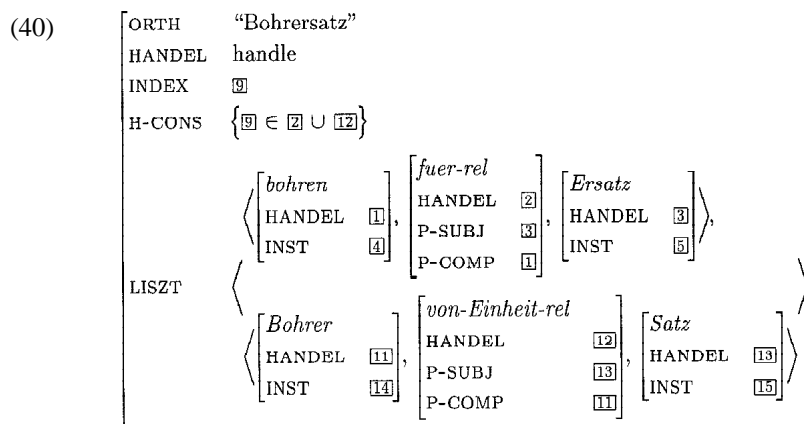 (40)
ORTH “Bohrersatz”
HANDEL handle
INDEX 9
H-CONS {9 ∈ 2 ∪ 12}
LISZT ⟨⟨[bohren HANDEL 1 INST 4], [fuer-rel HANDEL 2 P-SUBJ 3 P-COMP 1], [Ersatz HANDEL 3 INST 5]⟩,
⟨[Bohrer HANDEL 11 INST 14], [von-Einheit-rel HANDEL 12 P-SUBJ 13 P-COMP 11], [Satz HANDEL 13 INST 15]⟩⟩